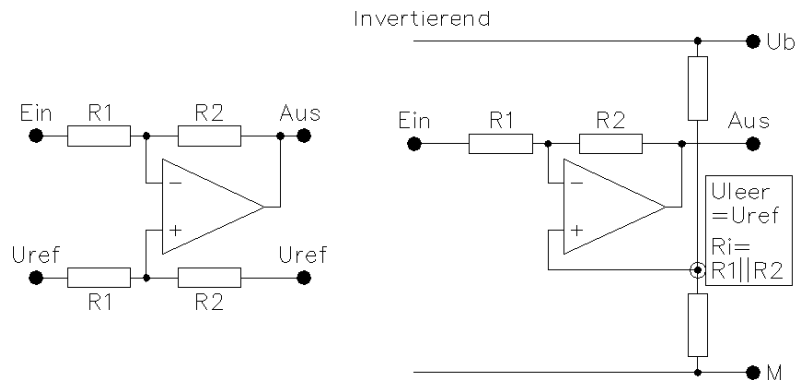 Invertierend
Ub
Ein
R1
R2
Aus
Ein
R1
R2
Aus
−
+
−
+
Uleer
=Uref
Ri=
R1||R2
Uref
R1
R2
Uref
M